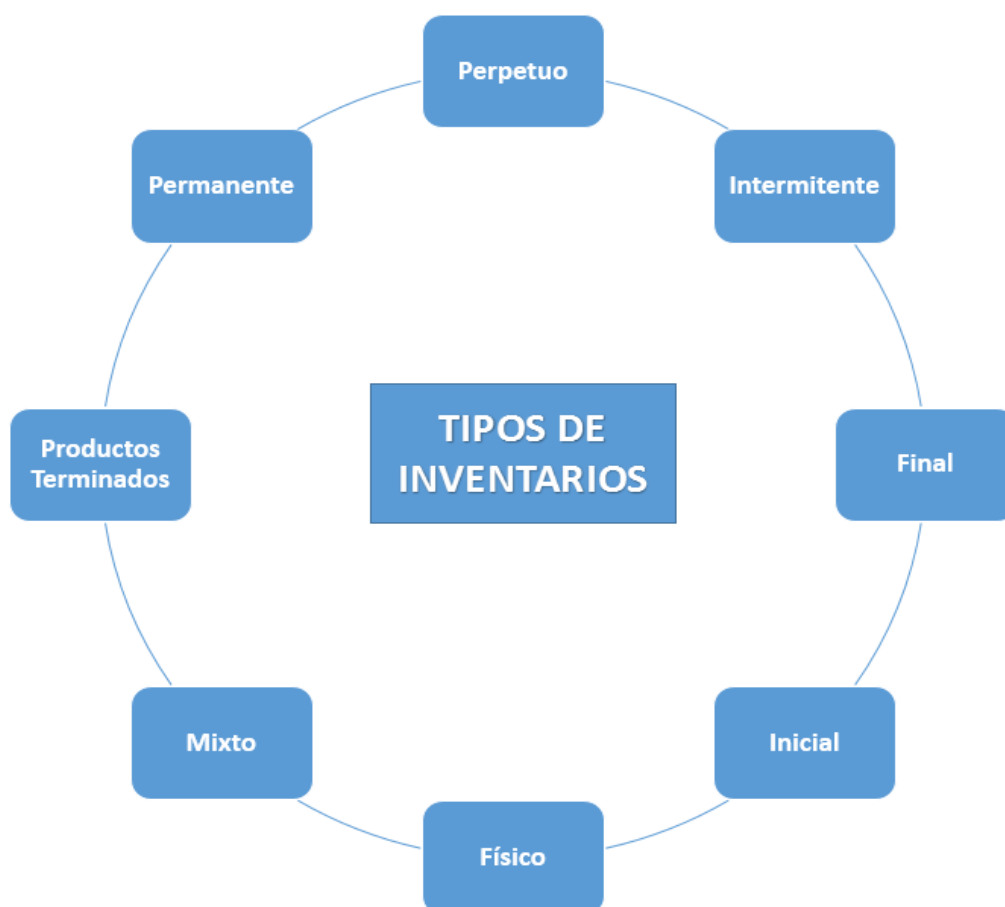 Perpetuo
Permanente
Intermitente
TIPOS DE
INVENTARIOS
Productos
Terminados
Final
Mixto
Inicial
Físico